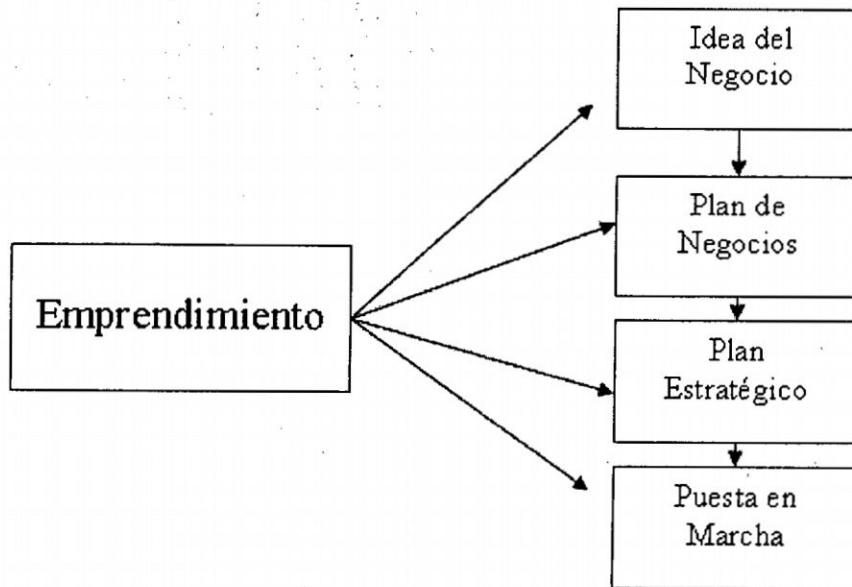 Idea del
Negocio
Plan de
Negocios
Emprendimiento
Plan
Estratégico
Puesta en
Marcha